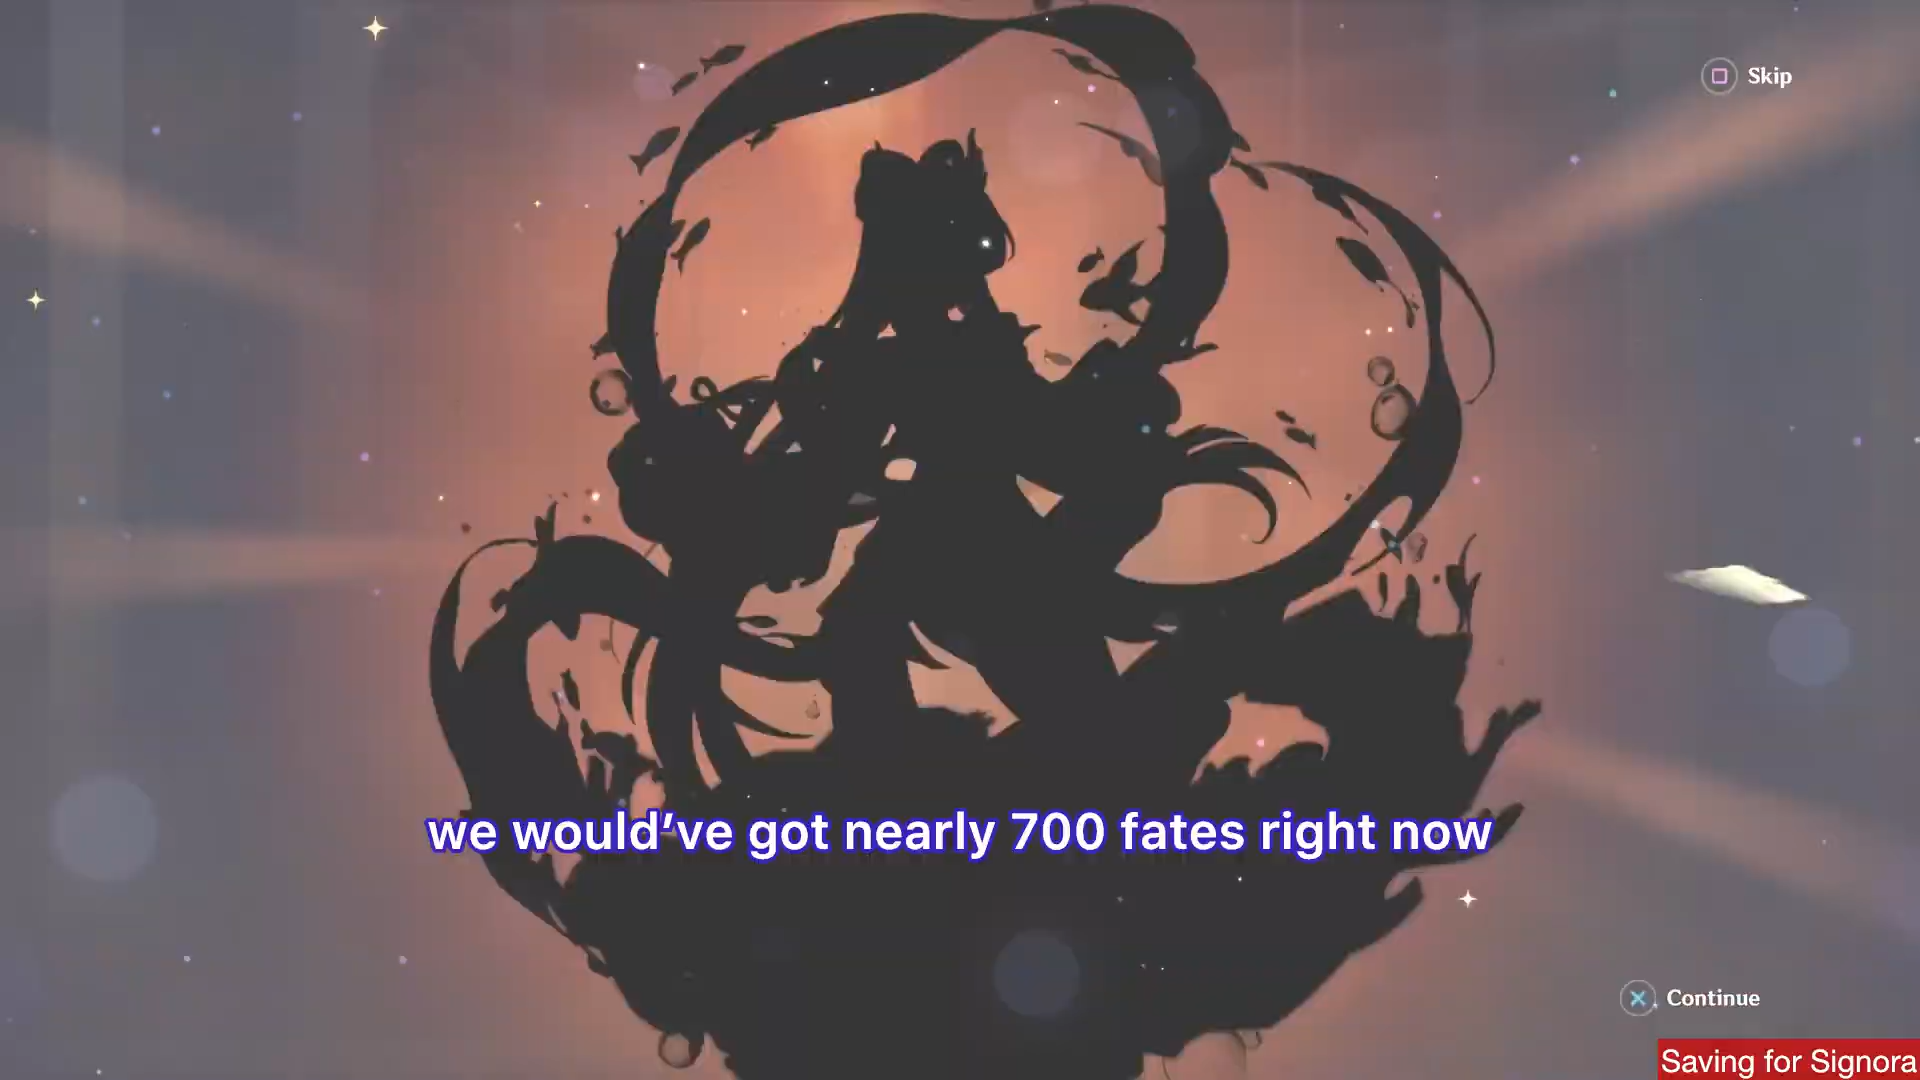 Skip
we would’ve got nearly 700 fates right now
Continue
Saving for Signora